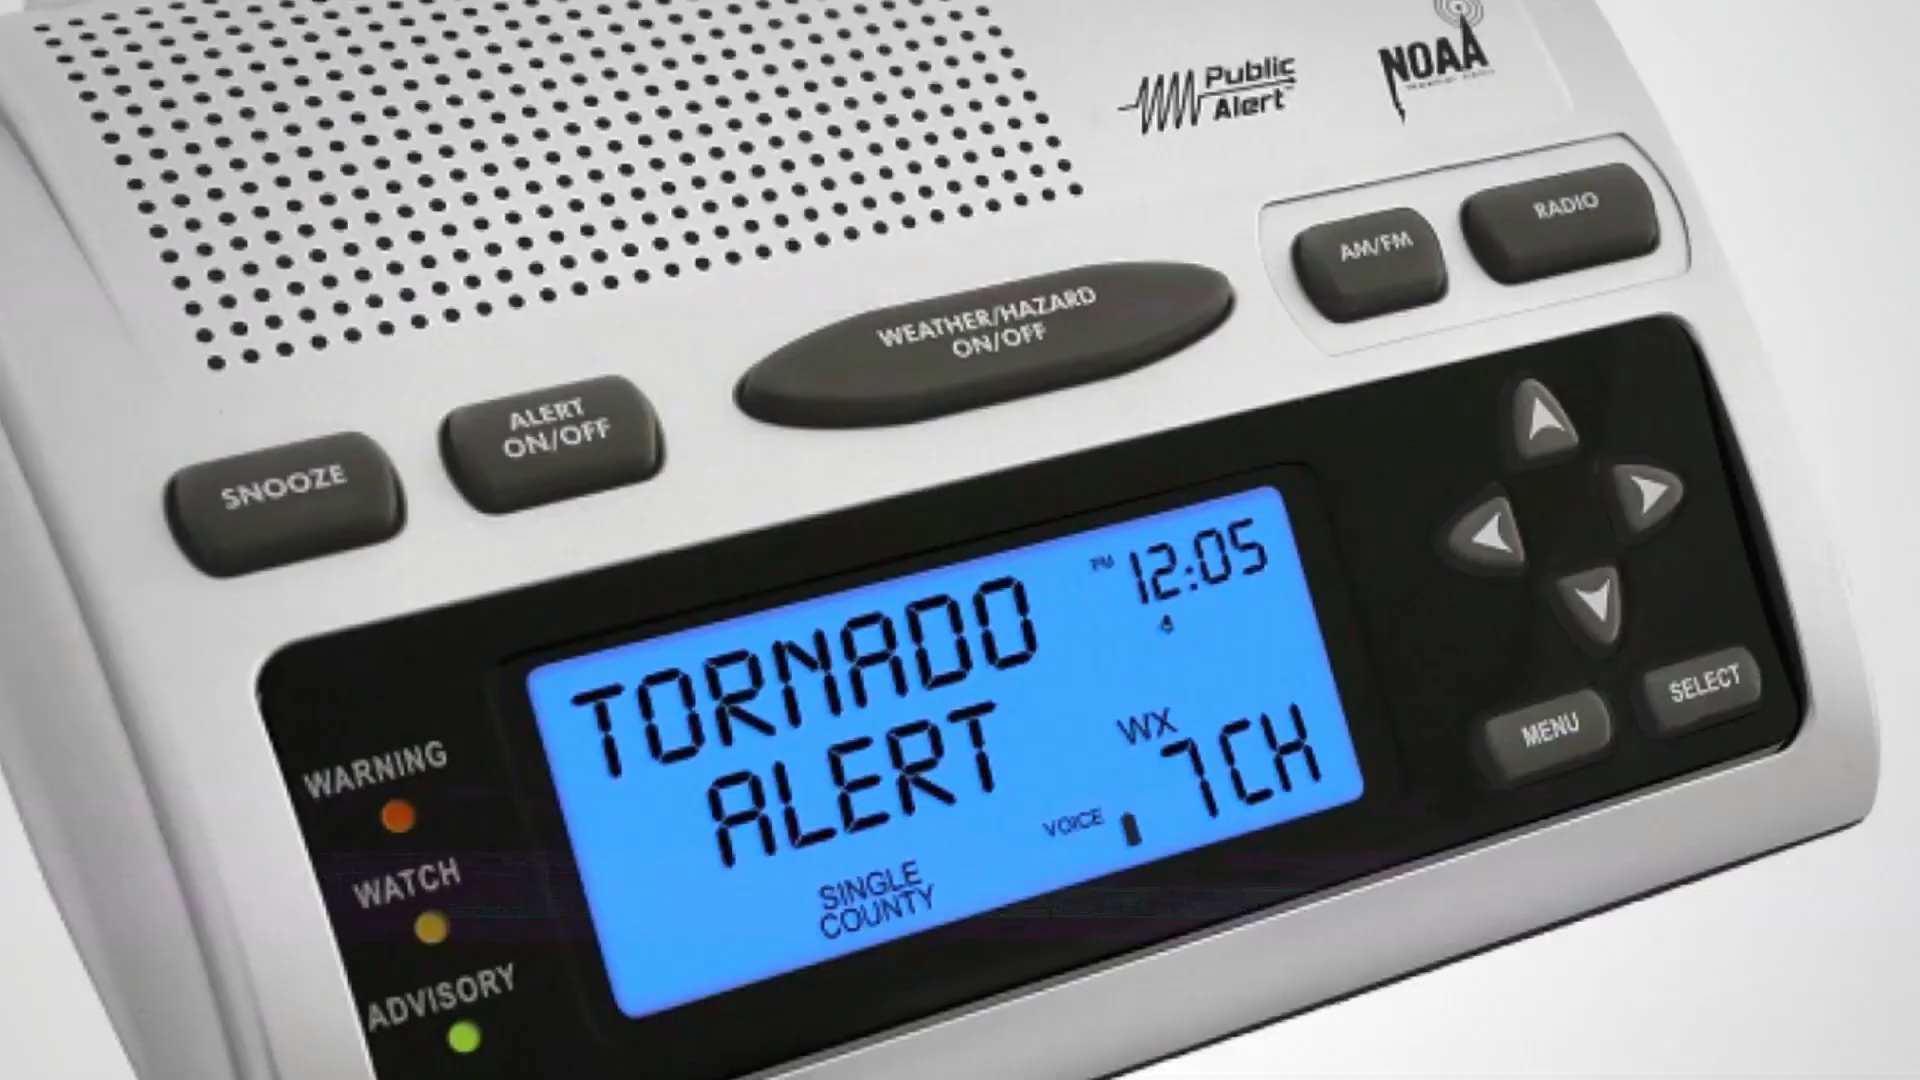 Public
Alert
NOAA
RADIO
AM/FM
WEATHER/HAZARD
ON/OFF
ALERT
ON/OFF
SNOOZE
PM 12:05
TORNADO
ALERT
WX
7CH
VOICE
SINGLE
COUNTY
WARNING
WATCH
ADVISORY
SELECT
MENU